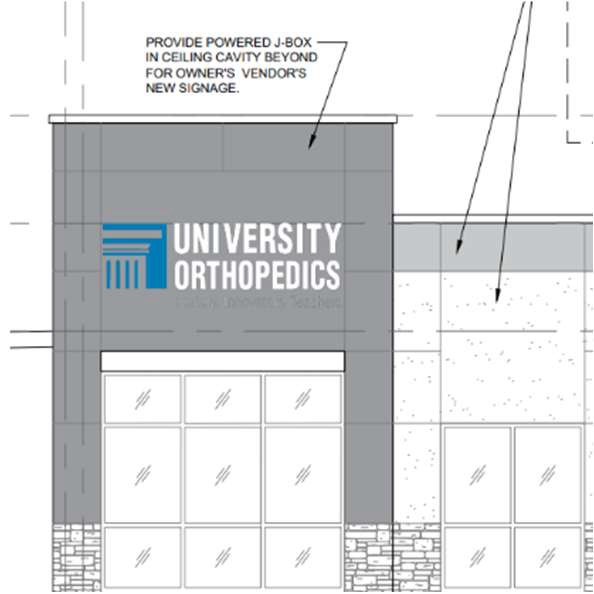 PROVIDE POWERED J-BOX
IN CEILING CAVITY BEYOND
FOR OWNER'S VENDOR'S
NEW SIGNAGE.
UNIVERSITY
ORTHOPEDICS